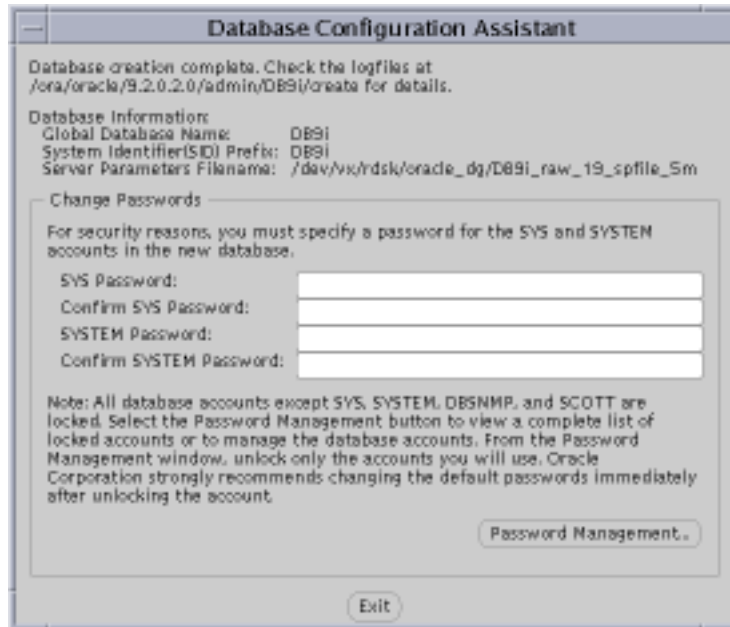 Database Configuration Assistant
Database creation complete. Check the logfiles at
/ora/oracle/9.2.0.2.0/admin/DB9i/create for details.
Database Information:
Global Database Name: DB9i
System Identifier(SID) Prefix: DB9i
Server Parameters Filename: /dev/vx/rdsk/oracle_dg/DB9i_raw_19_spfile_5m
Change Passwords
For security reasons, you must specify a password for the SYS and SYSTEM
accounts in the new database.
SYS Password:
Confirm SYS Password:
SYSTEM Password:
Confirm SYSTEM Password:
Note: All database accounts except SYS, SYSTEM, DBSNMP, and SCOTT are
locked. Select the Password Management button to view a complete list of
locked accounts or to manage the database accounts. From the Password
Management window, unlock only the accounts you will use. Oracle
Corporation strongly recommends changing the default passwords immediately
after unlocking the account.
Password Management..
Exit